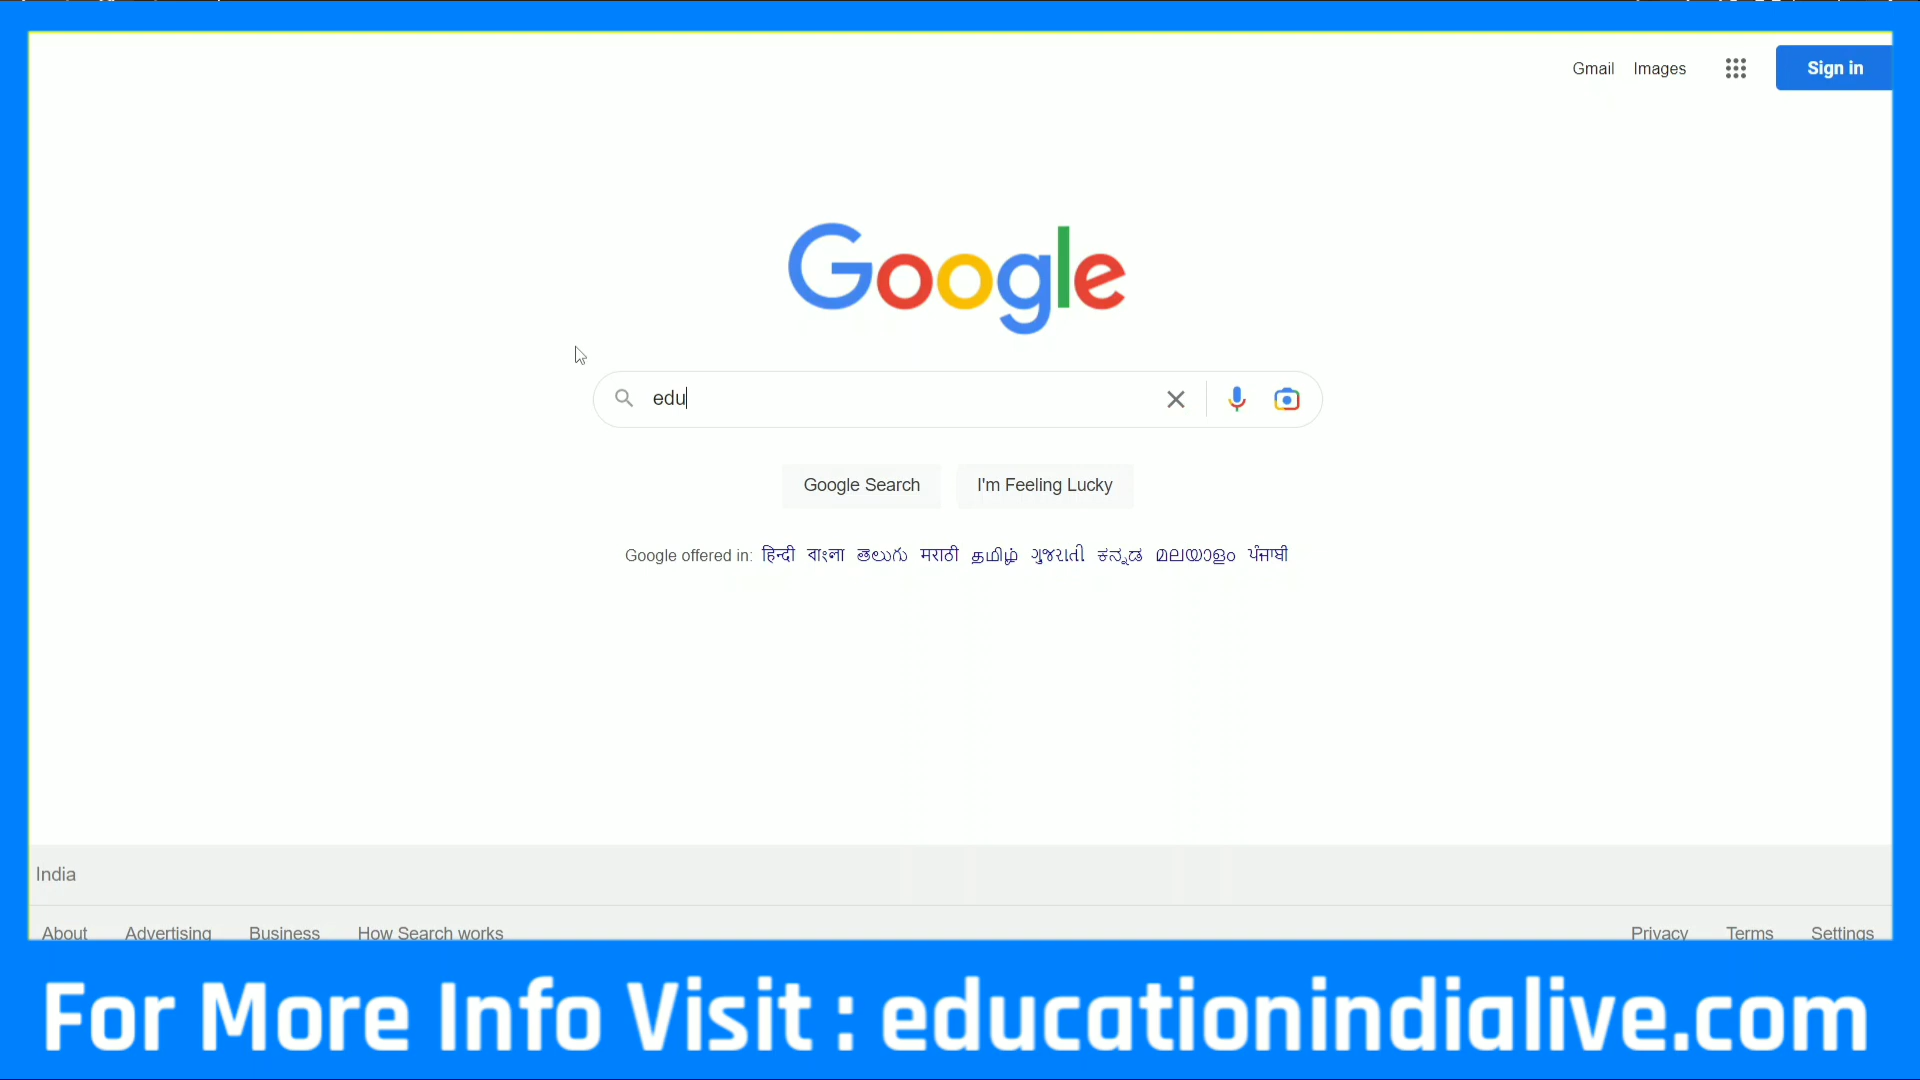 Gmail Images Sign in
Google
edu
Google Search I'm Feeling Lucky
Google offered in: हिन्दी বাংলা తెలుగు मराठी தமிழ் ગુજરાતી ಕನ್ನಡ മലയാളം ਪੰਜਾਬੀ
India
About Advertising Business How Search works Privacy Terms Settings
For More Info Visit : educationindialive.com